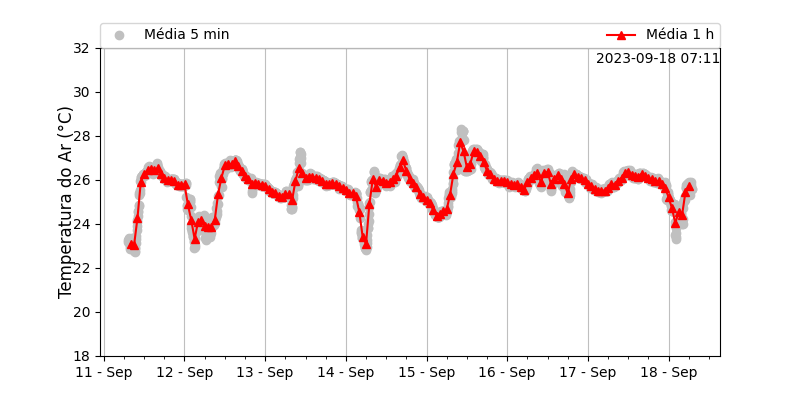 Média 5 min
Média 1 h
2023-09-18 07:11
Temperatura do Ar (°C)
32
30
28
26
24
22
20
18
11 - Sep
12 - Sep
13 - Sep
14 - Sep
15 - Sep
16 - Sep
17 - Sep
18 - Sep